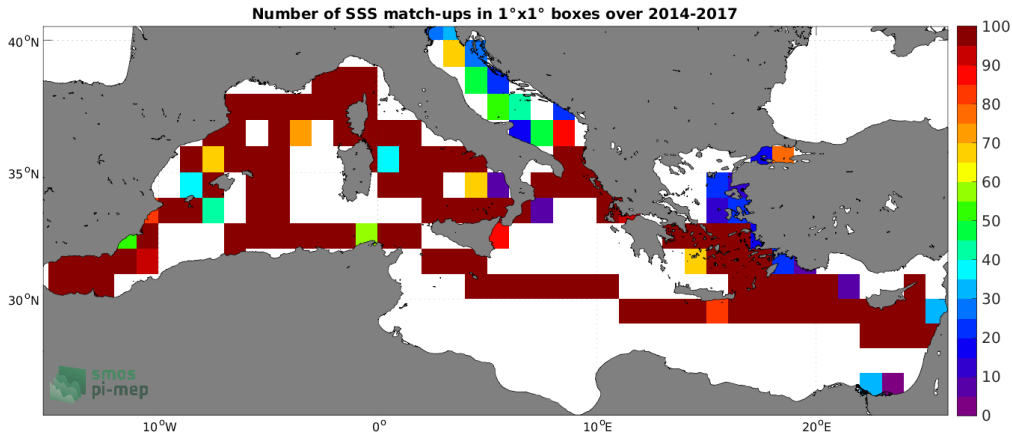 Number of SSS match-ups in 1°x1° boxes over 2014-2017
40°N
35°N
30°N
10°W
0°
10°E
20°E
100
90
80
70
60
50
40
30
20
10
0
smos
pi-mep